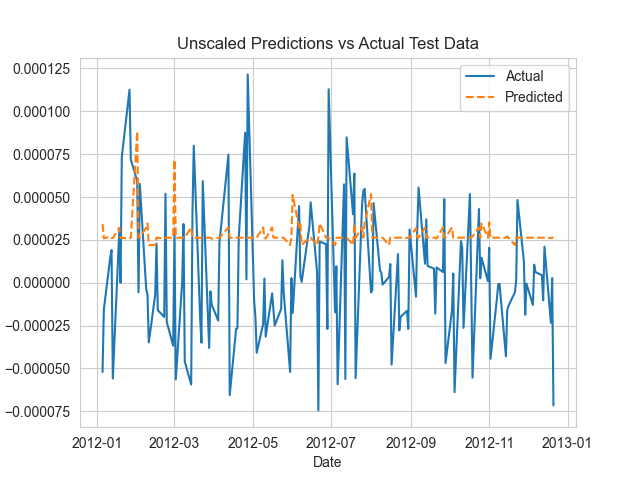 Unscaled Predictions vs Actual Test Data
Actual
Predicted
0.000125
0.000100
0.000075
0.000050
0.000025
0.000000
−0.000025
−0.000050
−0.000075
2012-01 2012-03 2012-05 2012-07 2012-09 2012-11 2013-01
Date